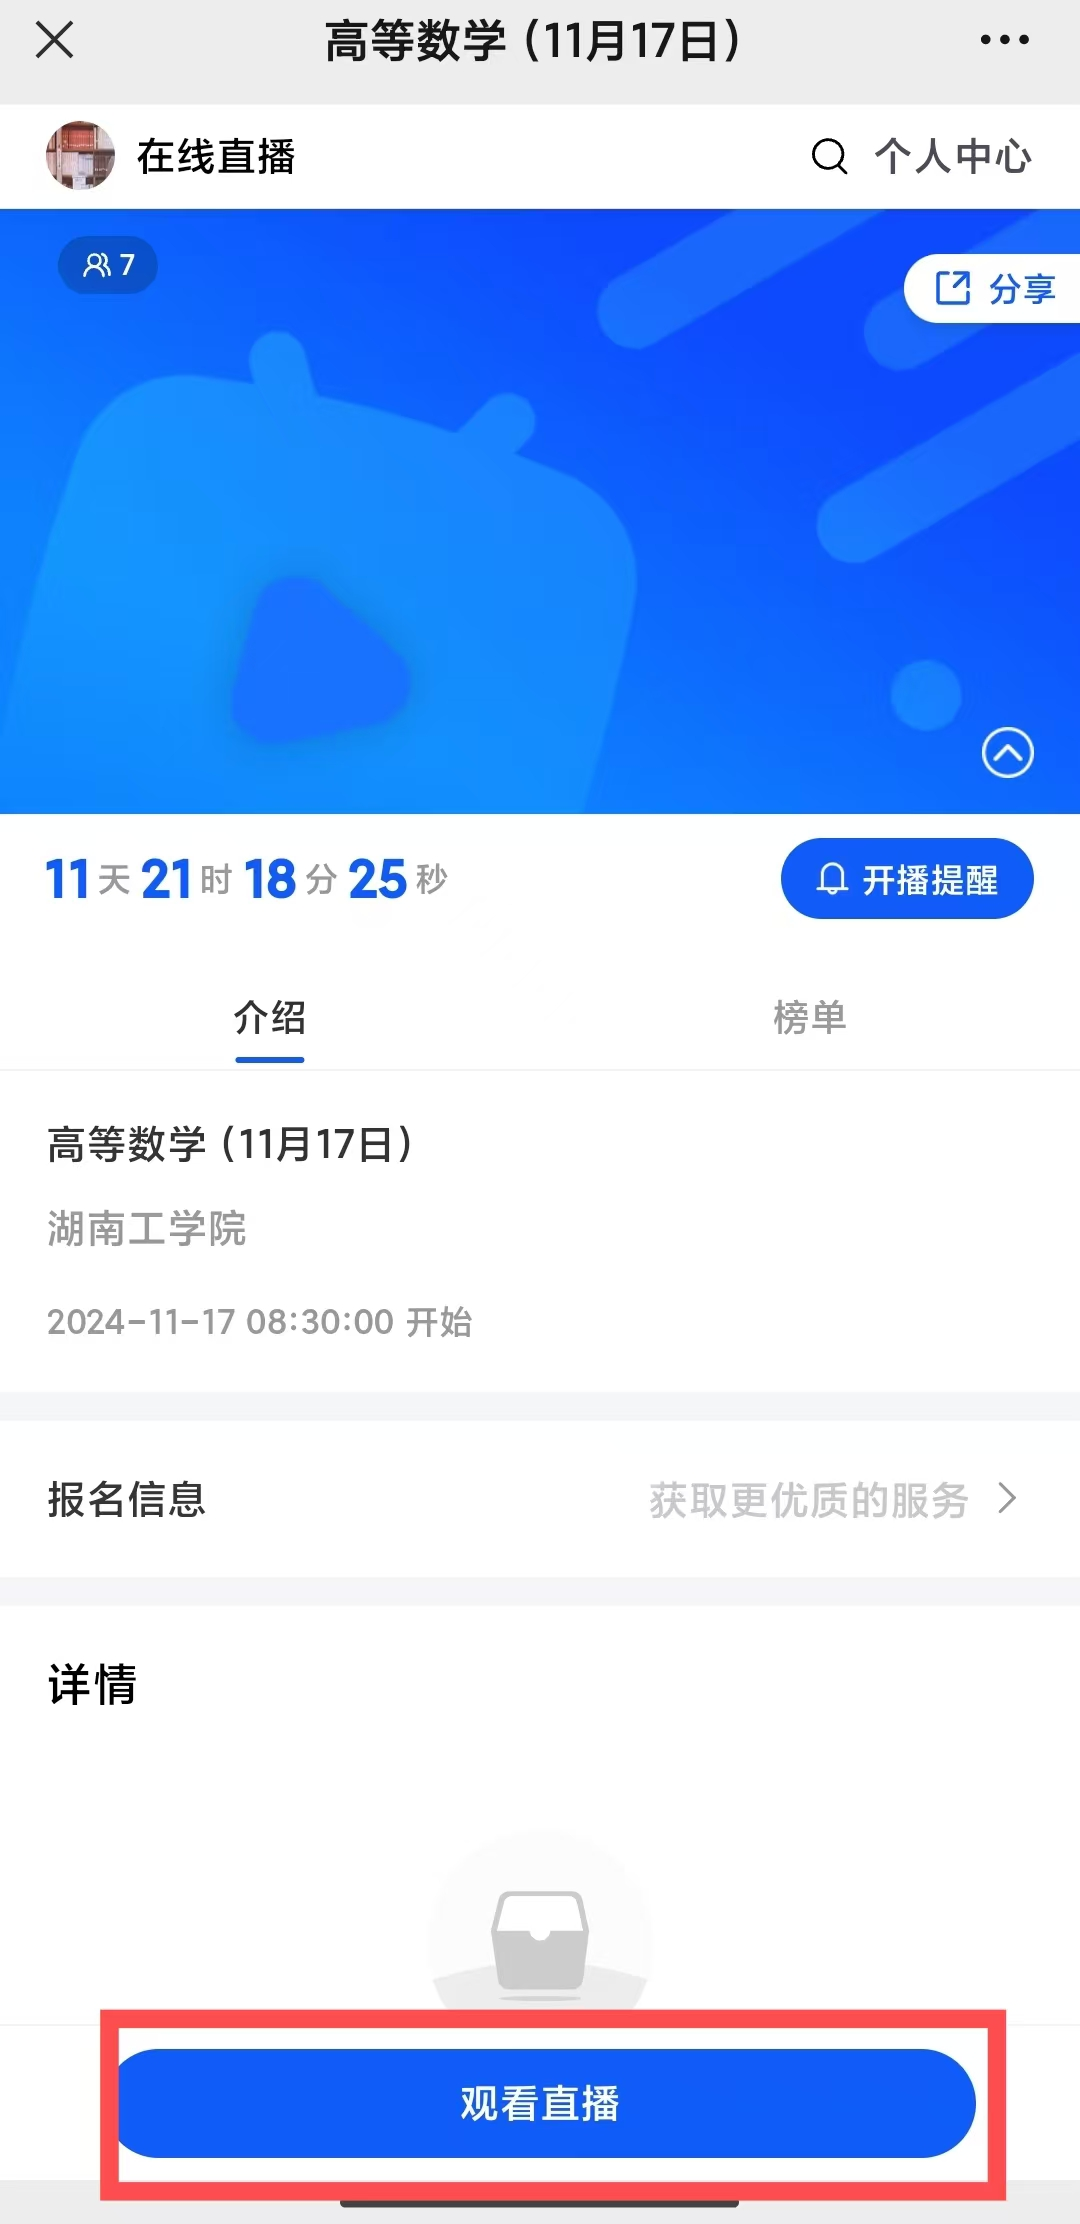 高等数学（11月17日）
在线直播
个人中心
7
分享
11天21时18分25秒
开播提醒
介绍
榜单
高等数学（11月17日）
湖南工学院
2024-11-17 08:30:00 开始
报名信息
获取更优质的服务
详情
观看直播